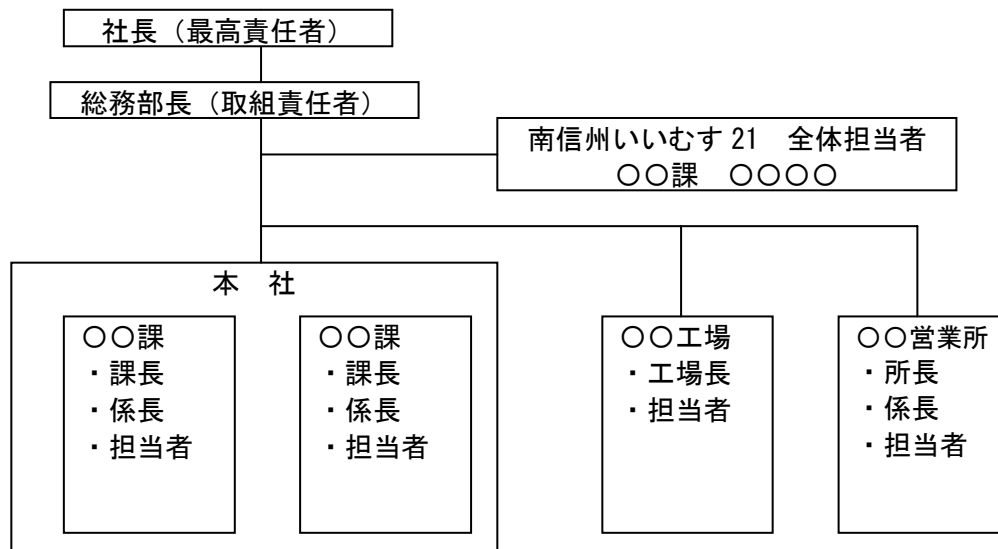 社長（最高責任者）
総務部長（取組責任者）
南信州いいむす 21　全体担当者
○○課　○○○○
本　社
○○課
・課長
・係長
・担当者
○○課
・課長
・係長
・担当者
○○工場
・工場長
・担当者
○○営業所
・所長
・係長
・担当者